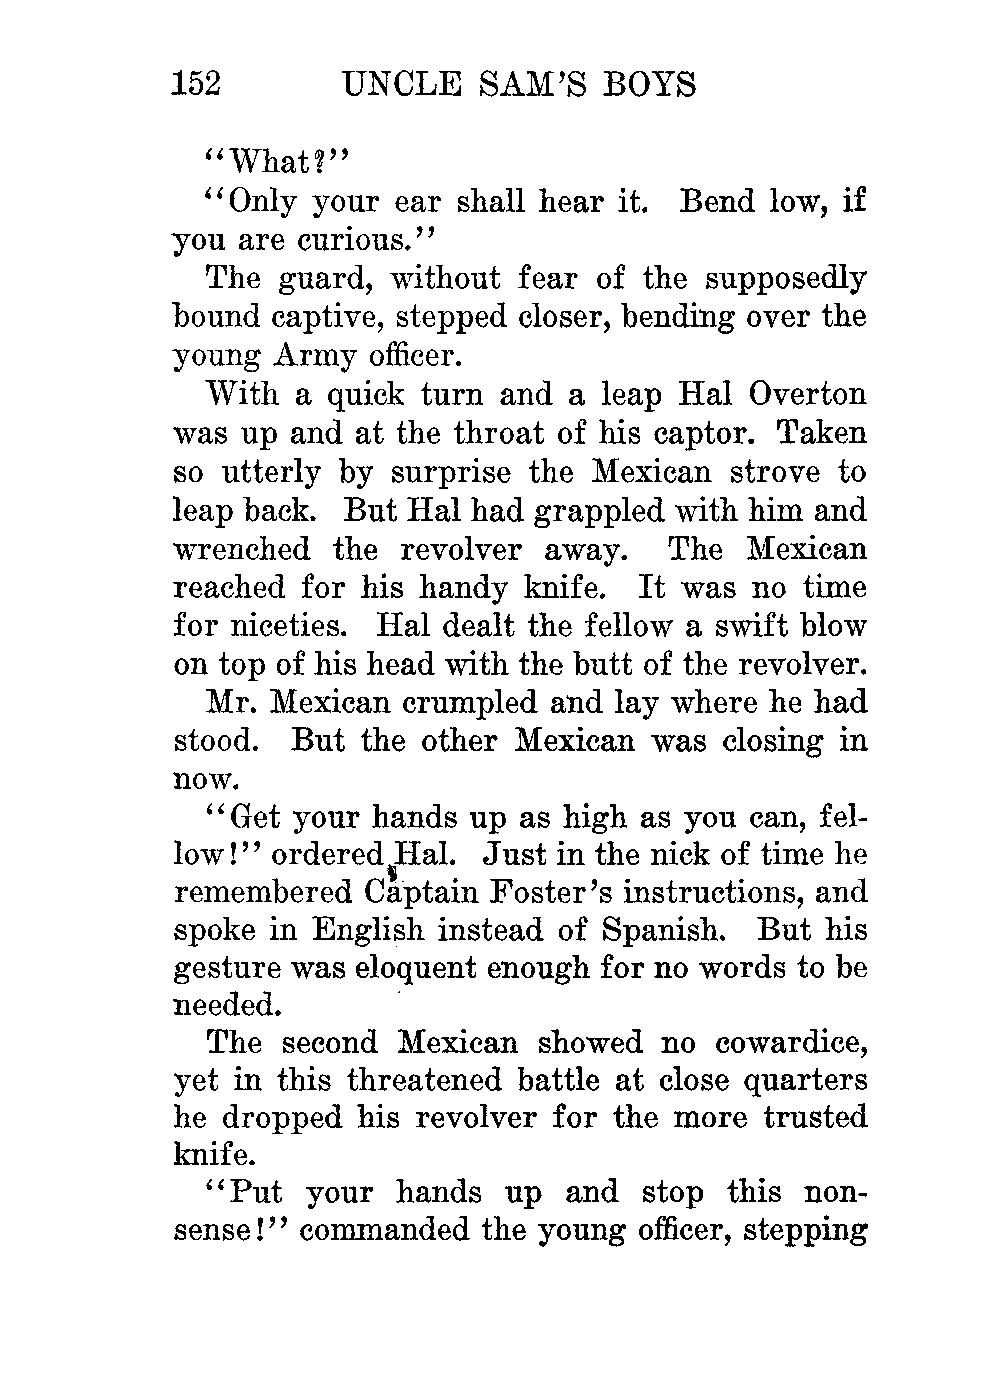 152 UNCLE SAM'S BOYS
"What?"
"Only your ear shall hear it. Bend low, if
you are curious."
The guard, without fear of the supposedly
bound captive, stepped closer, bending over the
young Army officer.
With a quick turn and a leap Hal Overton
was up and at the throat of his captor. Taken
so utterly by surprise the Mexican strove to
leap back. But Hal had grappled with him and
wrenched the revolver away. The Mexican
reached for his handy knife. It was no time
for niceties. Hal dealt the fellow a swift blow
on top of his head with the butt of the revolver.
Mr. Mexican crumpled and lay where he had
stood. But the other Mexican was closing in
now.
"Get your hands up as high as you can, fel-
low!" ordered Hal. Just in the nick of time he
remembered Captain Foster's instructions, and
spoke in English instead of Spanish. But his
gesture was eloquent enough for no words to be
needed.
The second Mexican showed no cowardice,
yet in this threatened battle at close quarters
he dropped his revolver for the more trusted
knife.
"Put your hands up and stop this non-
sense!" commanded the young officer, stepping